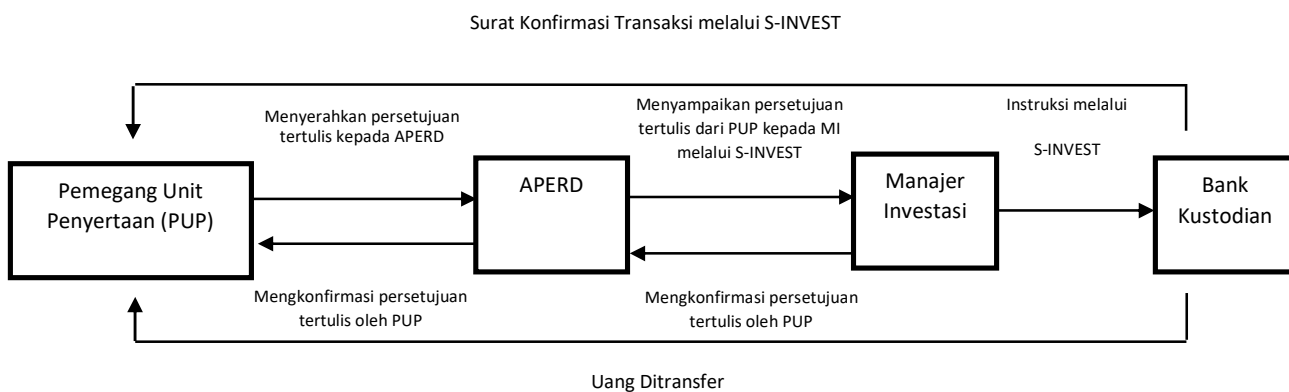 Surat Konfirmasi Transaksi melalui S-INVEST
Menyerahkan persetujuan
tertulis kepada APERD
Menyampaikan persetujuan
tertulis dari PUP kepada MI
melalui S-INVEST
Instruksi melalui
S-INVEST
Pemegang Unit
Penyertaan (PUP)
APERD
Manajer
Investasi
Bank
Kustodian
Mengkonfirmasi persetujuan
tertulis oleh PUP
Mengkonfirmasi persetujuan
tertulis oleh PUP
Uang Ditransfer